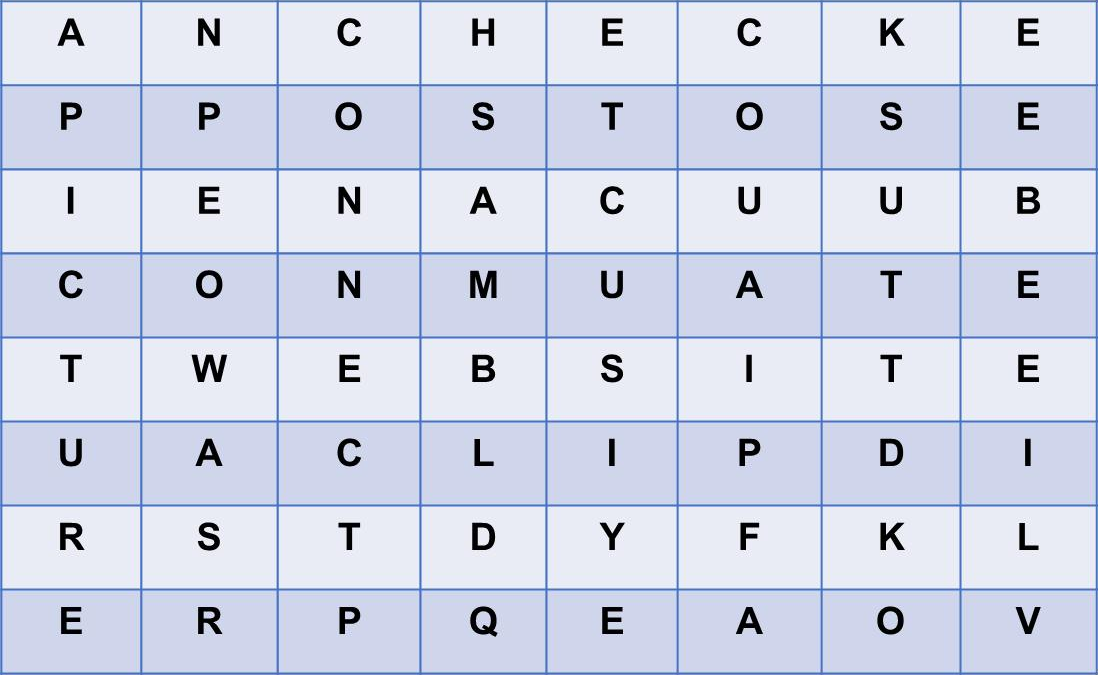 A N C H E C K E
P P O S T O S E
I E N A C U U B
C O N M U A T E
T W E B S I T E
U A C L I P D I
R S T D Y F K L
E R P Q E A O V